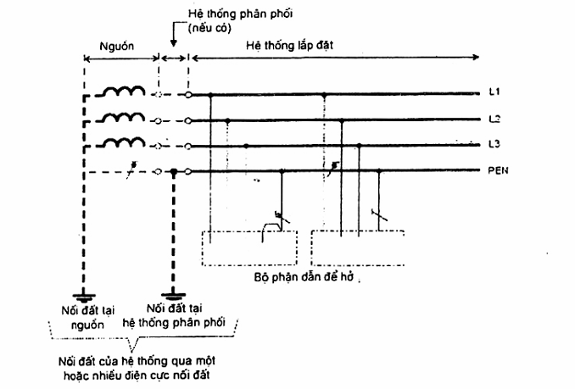 Hệ thống phân phối
(nếu có)
Nguồn
Hệ thống lắp đặt
L1
L2
L3
PEN
Bộ phận dẫn để hở
Nối đất tại
nguồn
Nối đất tại
hệ thống phân phối
Nối đất của hệ thống qua một
hoặc nhiều điện cực nối đất